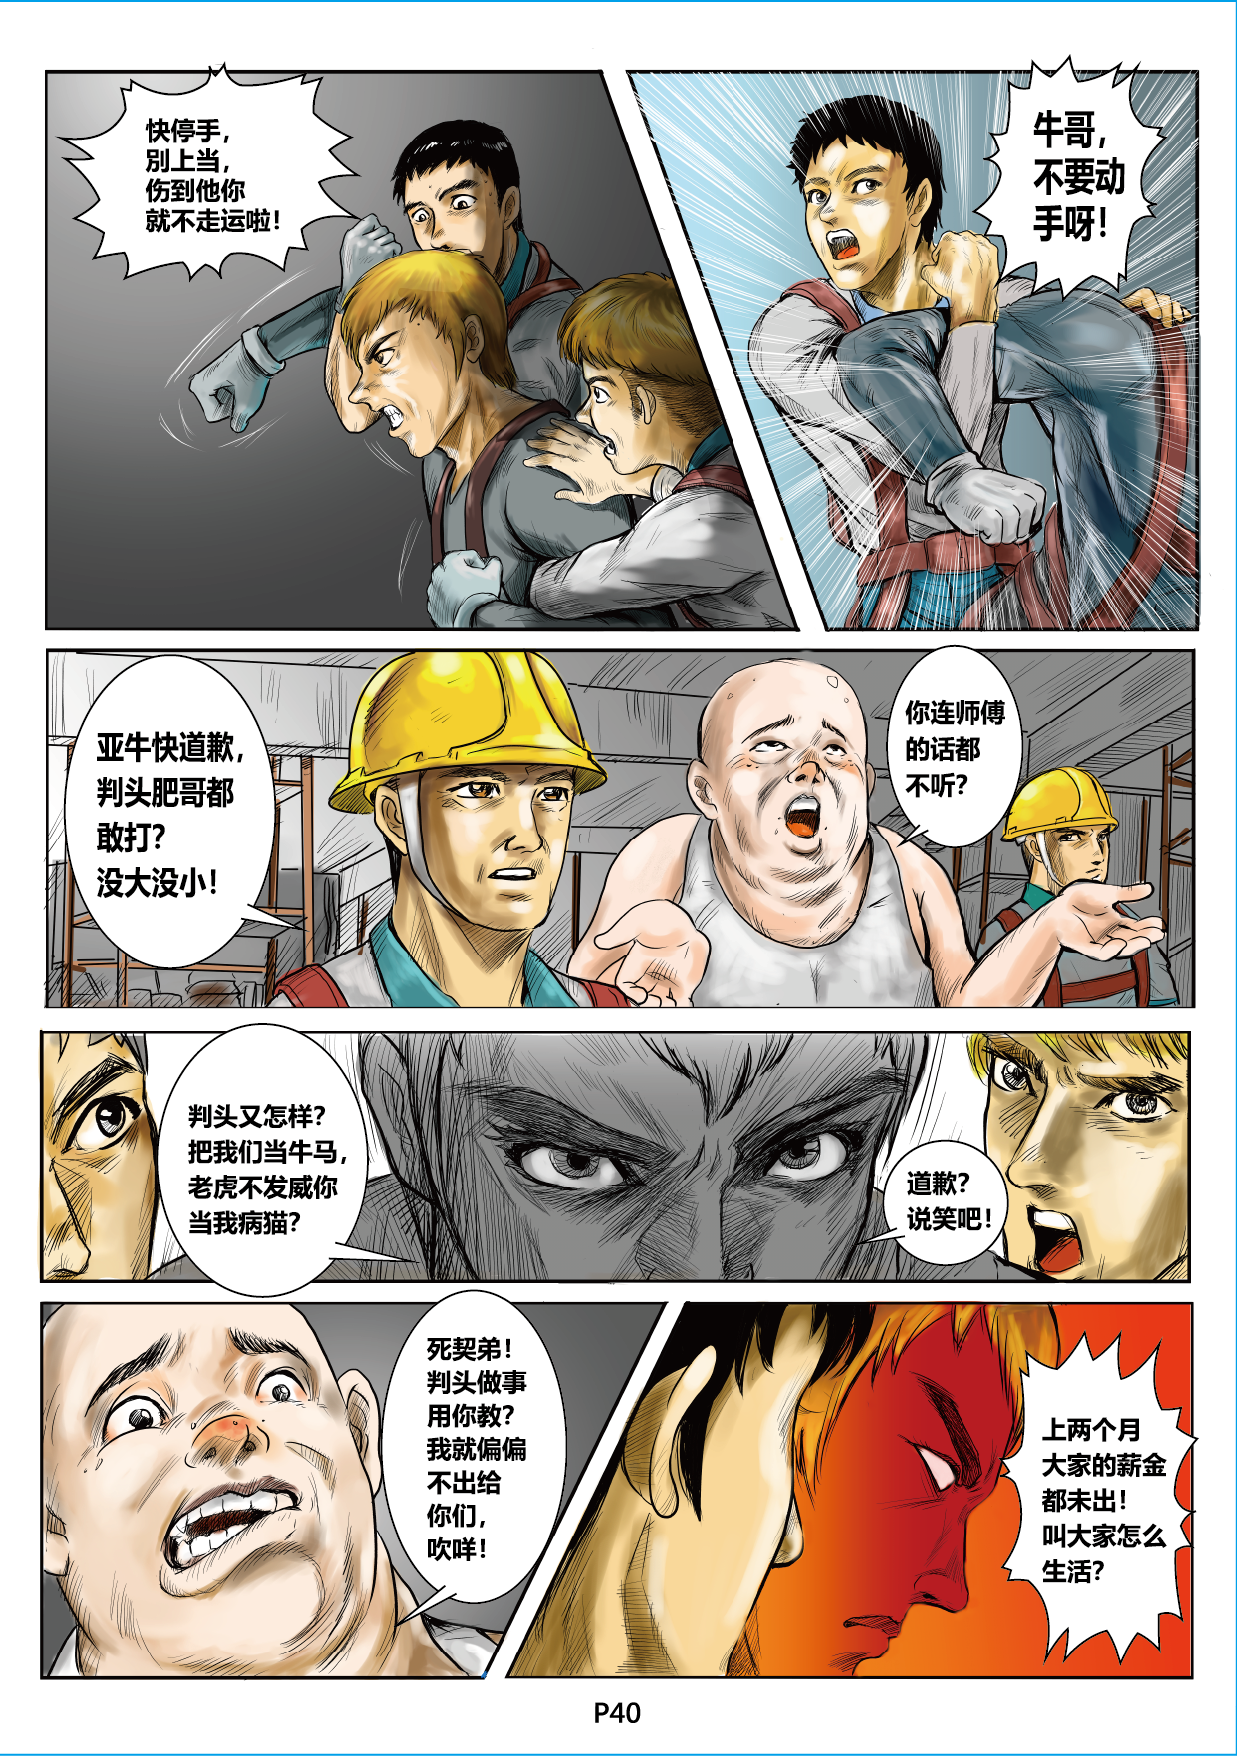 快停手，
别上当，
伤到他你
就不走运啦！
牛哥，
不要动
手呀！
亚牛快道歉，
判头肥哥都
敢打？
没大没小！
你连师傅
的话都
不听？
判头又怎样？
把我们当牛马，
老虎不发威你
当我病猫？
道歉？
说笑吧！
死契弟！
判头做事
用你教？
我就偏偏
不出给
你们，
吹咩！
上两个月
大家的薪金
都未出！
叫大家怎么
生活？
P40